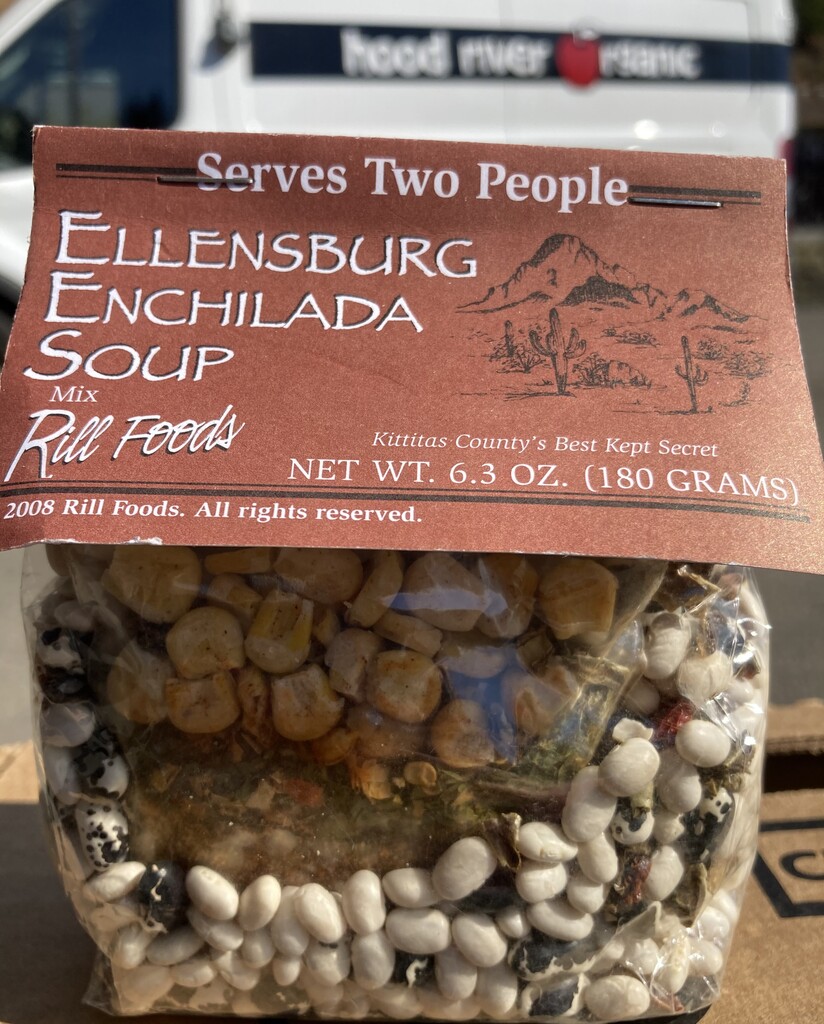 hood river organic
Serves Two People
ELLENSBURG
ENCHILADA
SOUP
Mix
Rill Foods
Kittitas County's Best Kept Secret
NET WT. 6.3 OZ. (180 GRAMS)
2008 Rill Foods. All rights reserved.